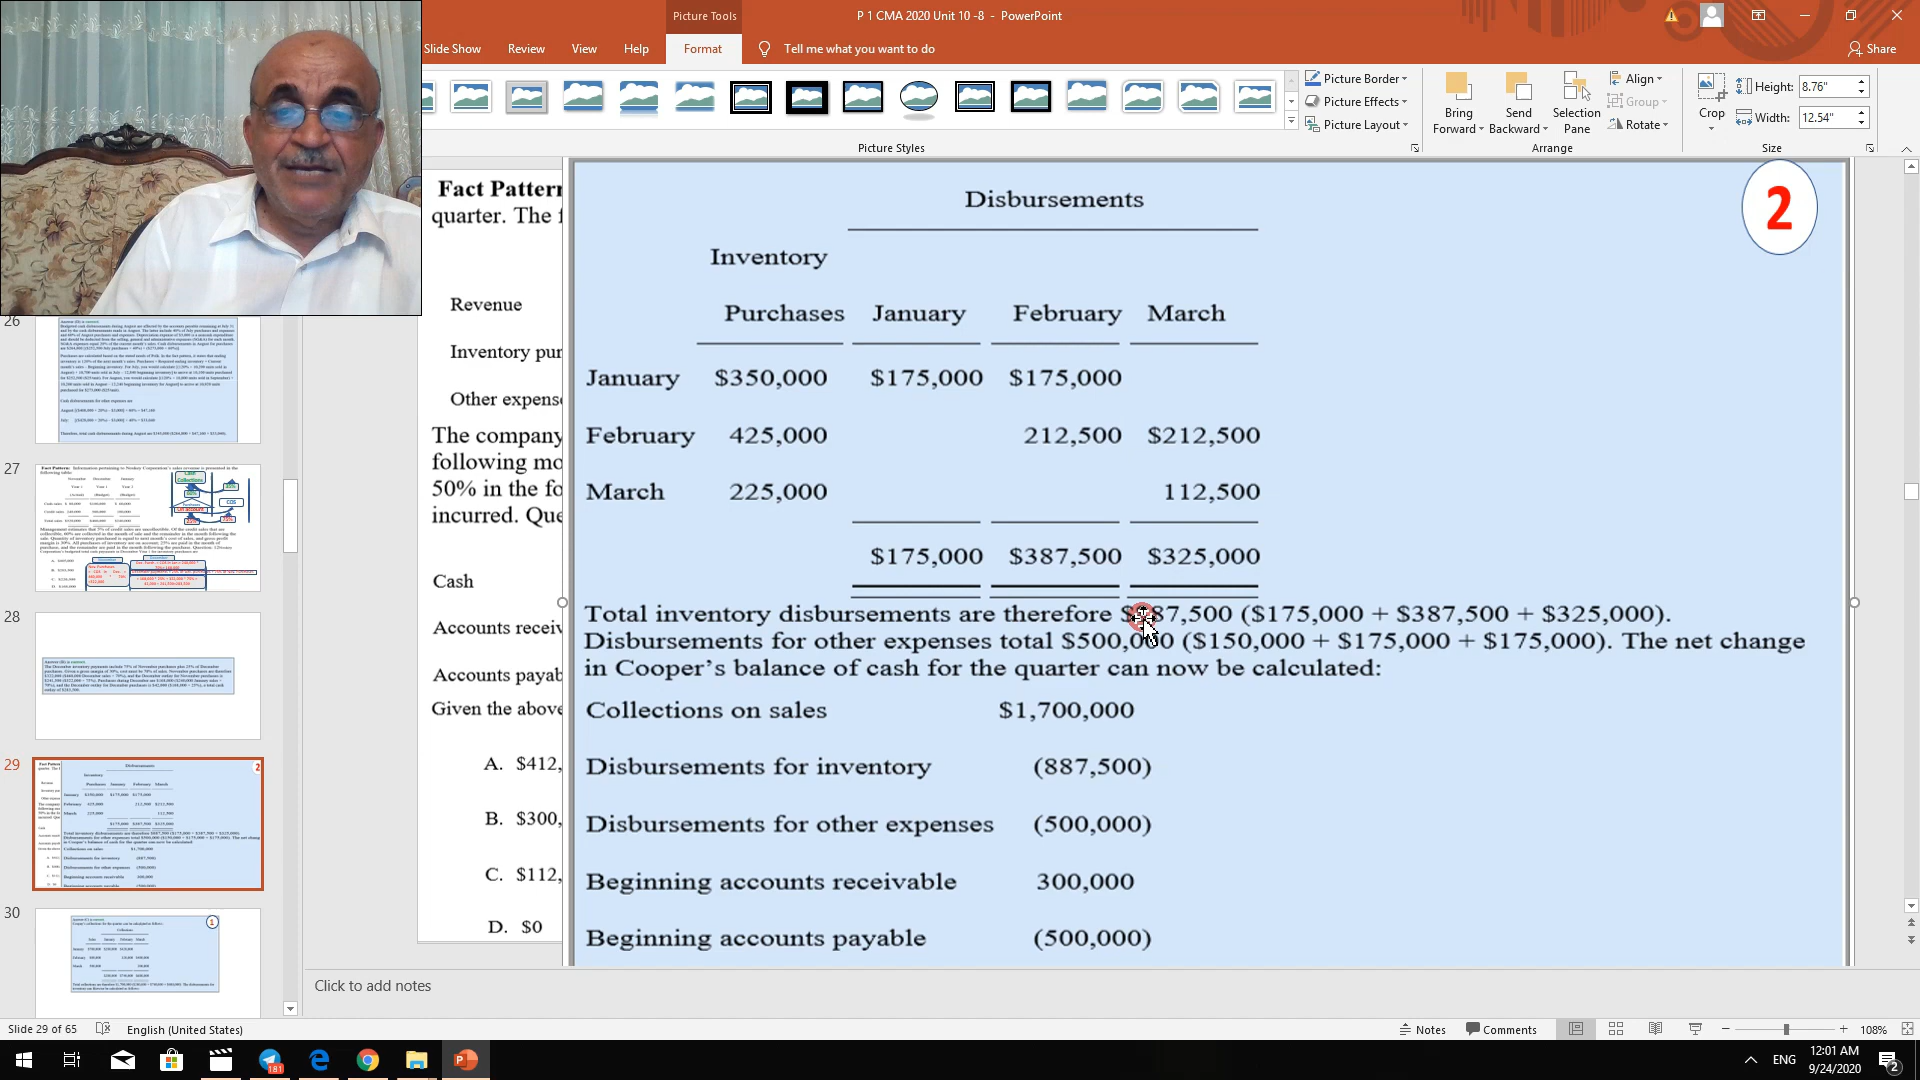 Picture Tools
P 1 CMA 2020 Unit 10 -8 - PowerPoint
Slide Show Review View Help Format Tell me what you want to do Share
Picture Border
Picture Effects
Picture Layout
Bring Forward
Send Backward
Selection Pane
Align
Group
Rotate
Crop
Height: 8.76"
Width: 12.54"
Picture Styles Arrange Size
26
27
28
29
30
Fact Pattern
quarter. The f
Revenue
Inventory pur
Other expense
The company
following mo
50% in the fo
incurred. Que
Cash
Accounts receiv
Accounts payab
Given the above
A. $412,
B. $300,
C. $112,
D. $0
2
Disbursements
Inventory
Purchases January February March
January $350,000 $175,000 $175,000
February 425,000 212,500 $212,500
March 225,000 112,500
$175,000 $387,500 $325,000
Total inventory disbursements are therefore $887,500 ($175,000 + $387,500 + $325,000).
Disbursements for other expenses total $500,000 ($150,000 + $175,000 + $175,000). The net change
in Cooper's balance of cash for the quarter can now be calculated:
Collections on sales $1,700,000
Disbursements for inventory (887,500)
Disbursements for other expenses (500,000)
Beginning accounts receivable 300,000
Beginning accounts payable (500,000)
Click to add notes
Slide 29 of 65 English (United States) Notes Comments 108%
181
ENG
12:01 AM
9/24/2020
2